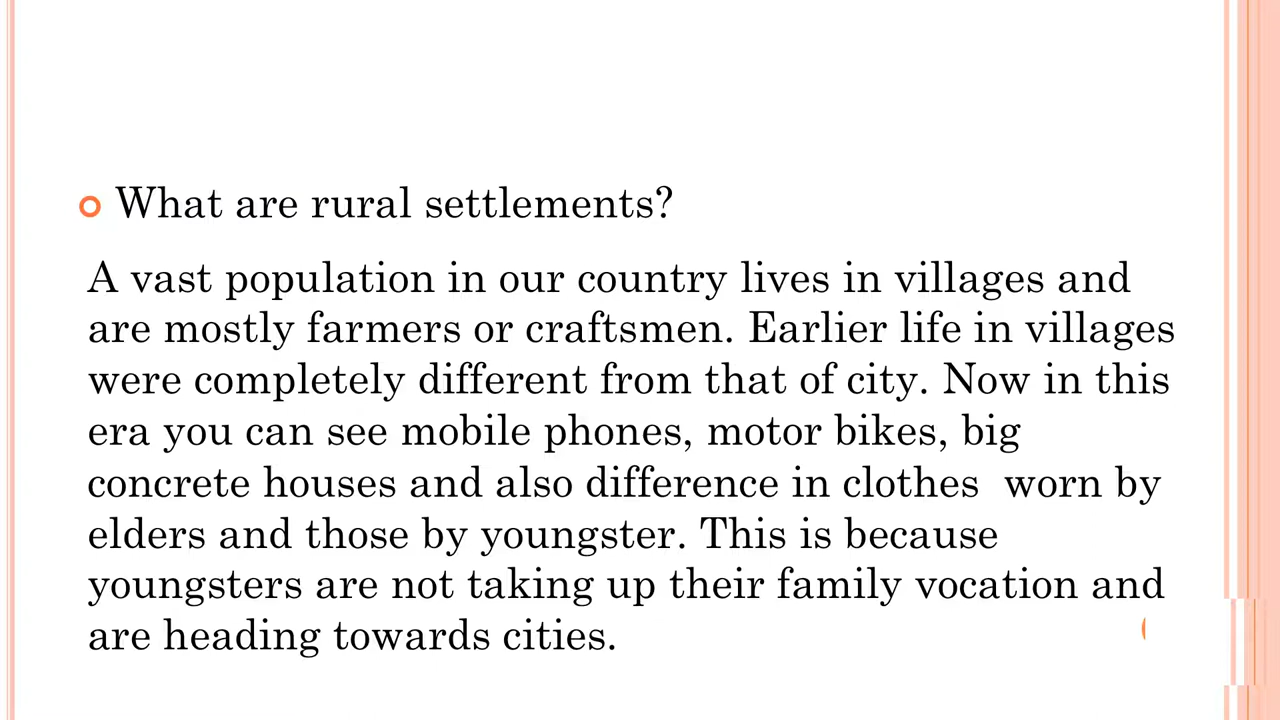 What are rural settlements?
A vast population in our country lives in villages and
are mostly farmers or craftsmen. Earlier life in villages
were completely different from that of city. Now in this
era you can see mobile phones, motor bikes, big
concrete houses and also difference in clothes  worn by
elders and those by youngster. This is because
youngsters are not taking up their family vocation and
are heading towards cities.